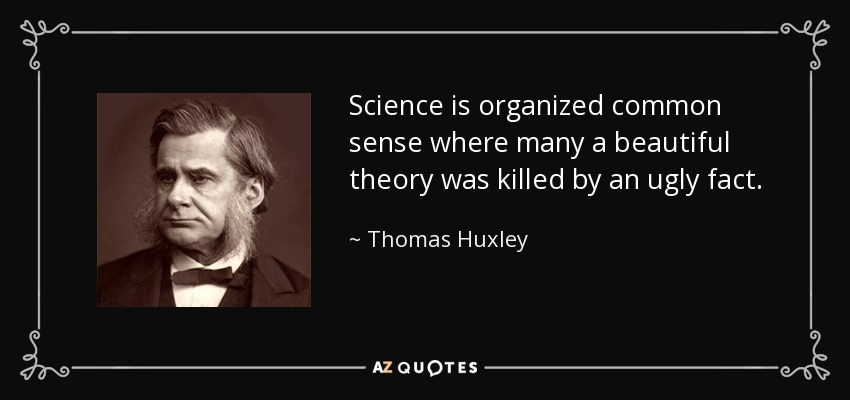 Science is organized common
sense where many a beautiful
theory was killed by an ugly fact.
~ Thomas Huxley
AZ QUOTES